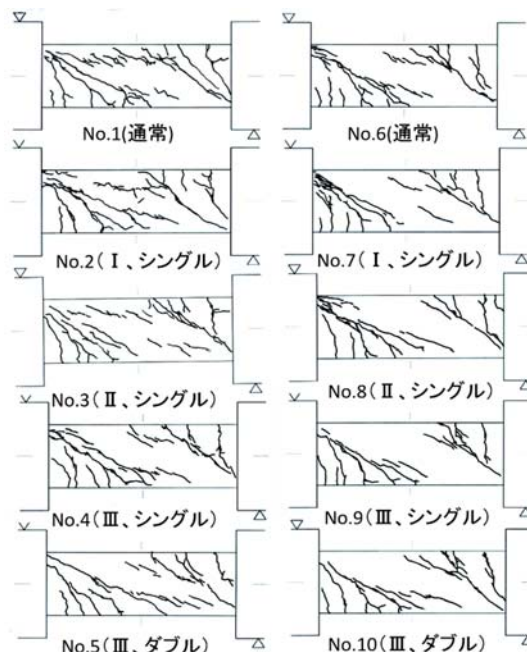 No.1(通常)
No.6(通常)
No.2(Ⅰ、シングル)
No.7(Ⅰ、シングル)
No.3(Ⅱ、シングル)
No.8(Ⅱ、シングル)
No.4(Ⅲ、シングル)
No.9(Ⅲ、シングル)
No.5(Ⅲ、ダブル)
No.10(Ⅲ、ダブル)